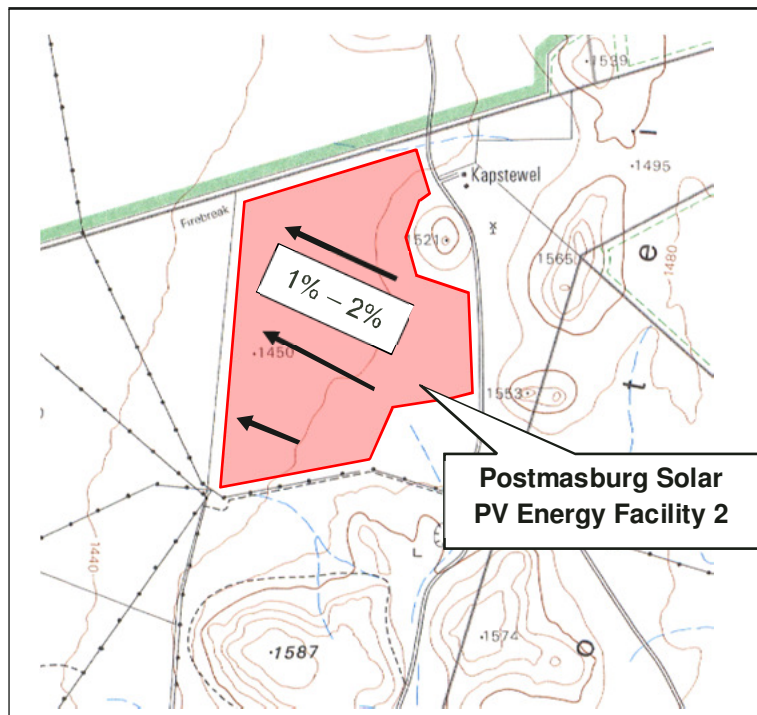 1539
1495
Kapstewel
Firebreak
1521
1565
e
1480
1% – 2%
1450
t
1553
Postmasburg Solar
PV Energy Facility 2
1440
1574
1587
O